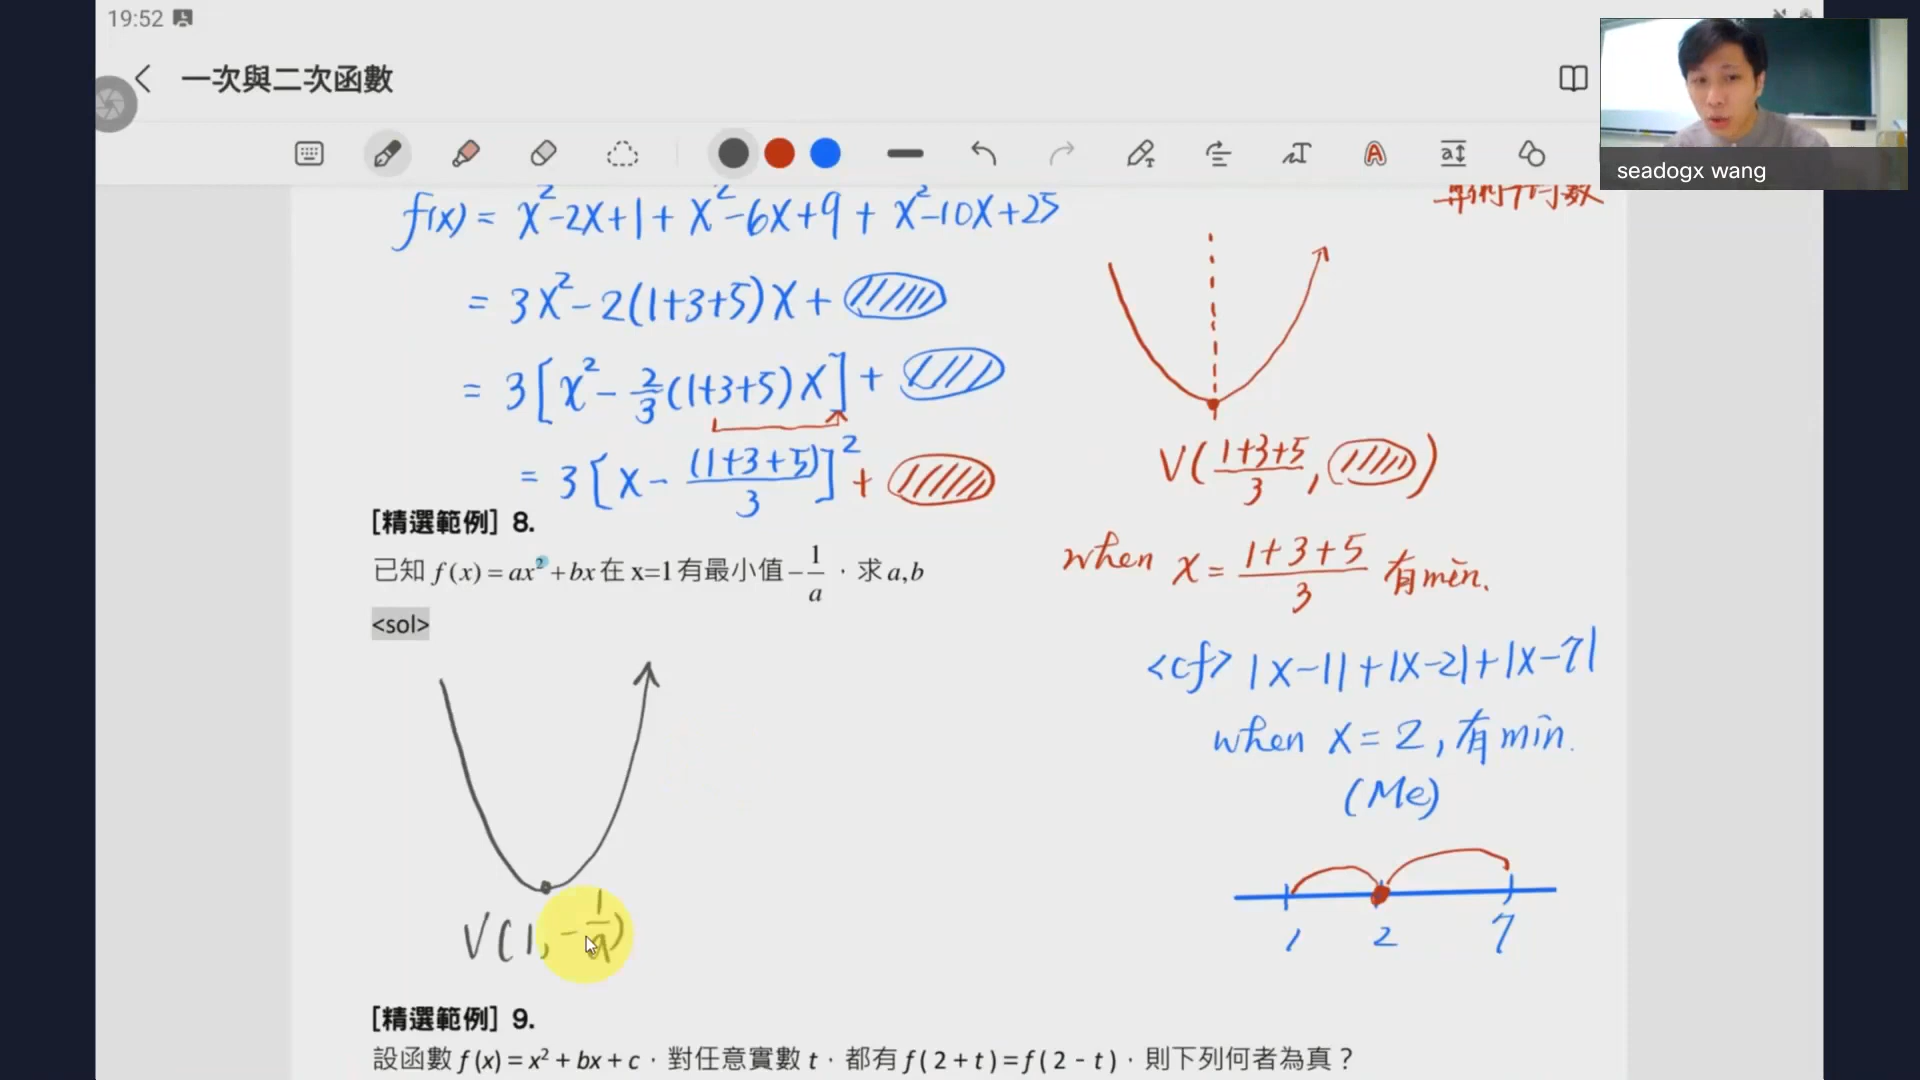 19:52
一次與二次函數
seadogx wang
f(x) = x²-2x+1 + x²-6x+9 + x²-10x+25
= 3x²-2(1+3+5)x +
= 3[x²-2/3(1+3+5)x] +
= 3[x-(1+3+5)/3]² +
V(1+3+5/3, )
when x = 1+3+5/3 有min.
[精選範例] 8.
已知 f(x) = ax² + bx 在 x=1 有最小值 -1/a，求 a,b
<sol>
V(1, -1/a)
<cf> |x-1|+|x-2|+|x-7|
when x = 2, 有min.
(Me)
1 2 7
[精選範例] 9.
設函數 f(x) = x² + bx + c，對任意實數 t，都有 f( 2 + t ) = f( 2 - t )，則下列何者為真？